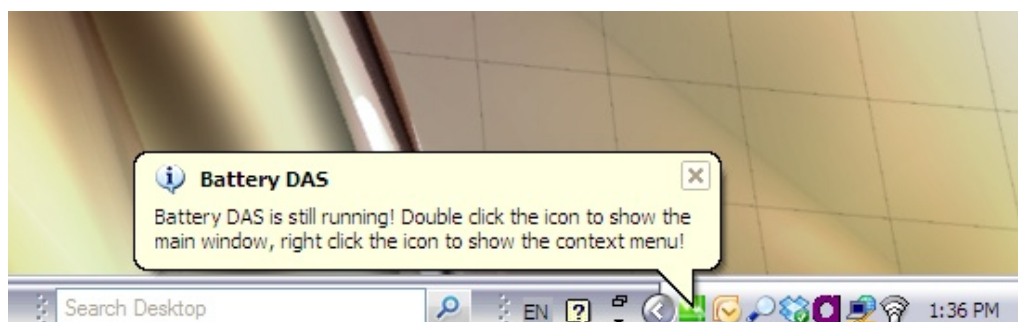 Battery DAS
Battery DAS is still running! Double click the icon to show the
main window, right click the icon to show the context menu!
Search Desktop
EN
1:36 PM